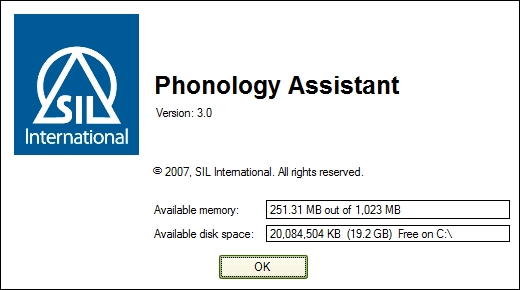 SIL
International
Phonology Assistant
Version: 3.0
© 2007, SIL International. All rights reserved.
Available memory: 251.31 MB out of 1,023 MB
Available disk space: 20,084,504 KB (19.2 GB) Free on C:\
OK